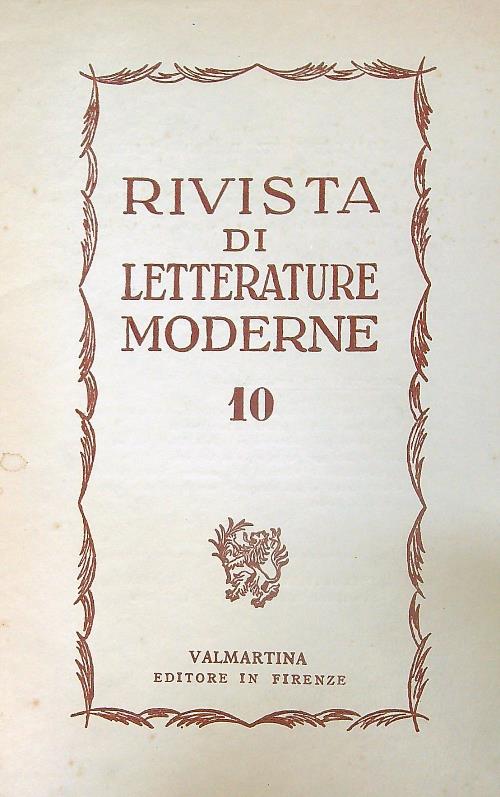 RIVISTA
DI
LETTERATURE
MODERNE
10
VALMARTINA
EDITORE IN FIRENZE